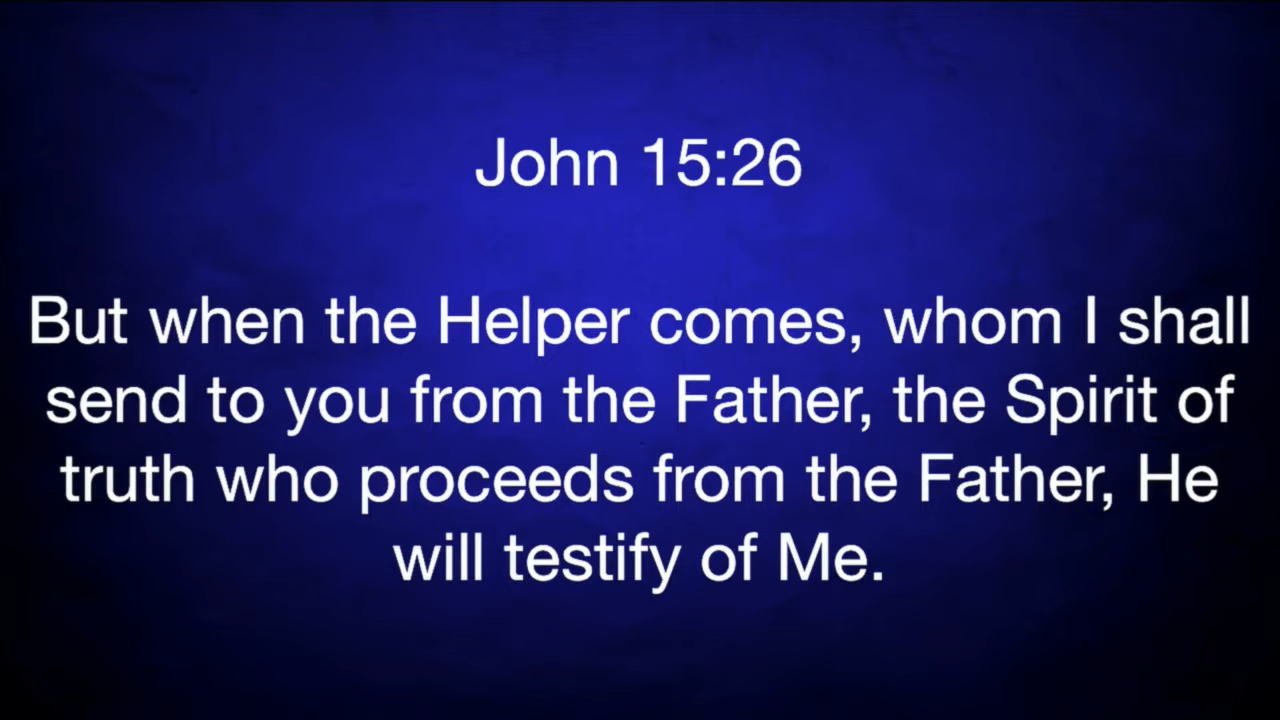 John 15:26
But when the Helper comes, whom I shall
send to you from the Father, the Spirit of
truth who proceeds from the Father, He
will testify of Me.